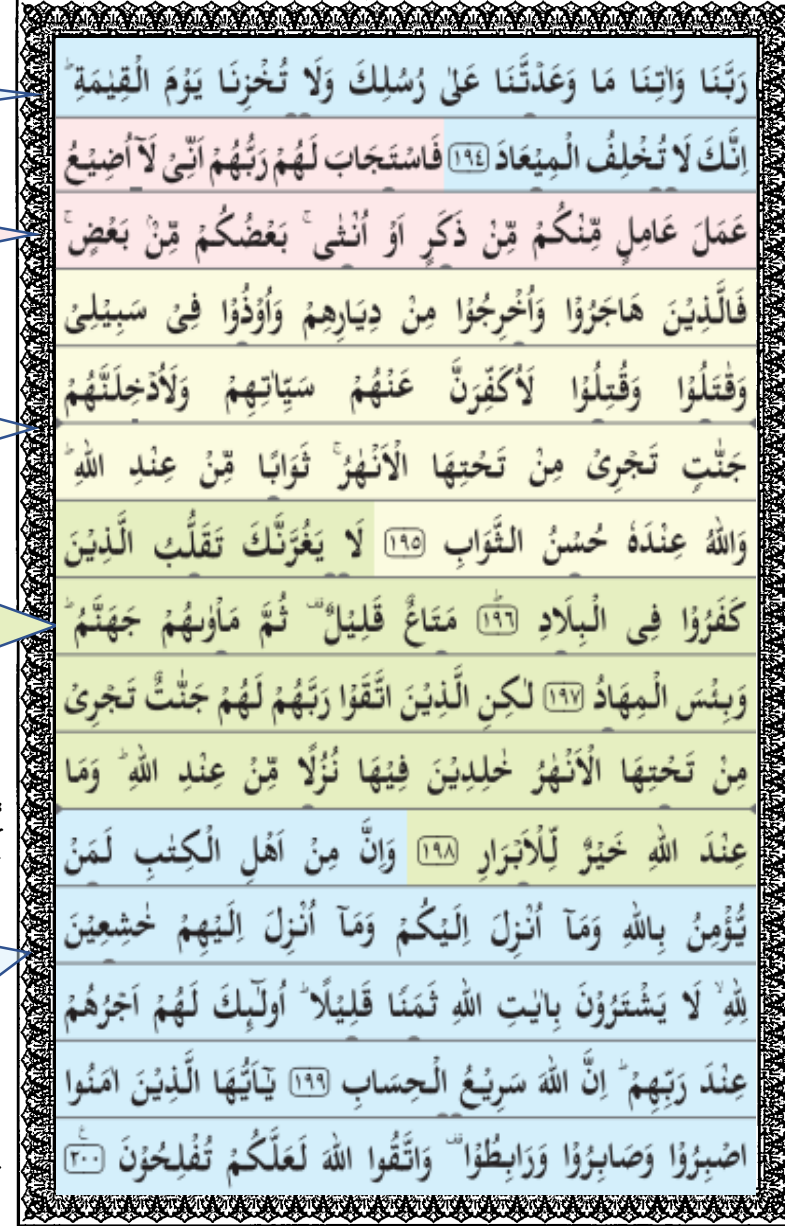 رَبَّنَا وَاٰتِنَا مَا وَعَدْتَّنَا عَلٰى رُسُلِكَ وَلَا تُخْزِنَا يَوْمَ الْقِيٰمَةِ ؕ
اِنَّكَ لَا تُخْلِفُ الْمِيْعَادَ ﴿١٩٤﴾ فَاسْتَجَابَ لَهُمْ رَبُّهُمْ اَنِّىْ لَاۤ اُضِيْعُ
عَمَلَ عَامِلٍ مِّنْكُمْ مِّنْ ذَكَرٍ اَوْ اُنْثٰى ۚ بَعْضُكُمْ مِّنْۢ بَعْضٍ ۚ
فَالَّذِيْنَ هَاجَرُوْا وَاُخْرِجُوْا مِنْ دِيَارِهِمْ وَاُوْذُوْا فِىْ سَبِيْلِىْ
وَقٰتَلُوْا وَقُتِلُوْا لَاُكَفِّرَنَّ عَنْهُمْ سَيِّاٰتِهِمْ وَلَاُدْخِلَنَّهُمْ
جَنّٰتٍ تَجْرِىْ مِنْ تَحْتِهَا الْاَنْهٰرُ ۚ ثَوَابًا مِّنْ عِنْدِ اللّٰهِ ؕ
وَاللّٰهُ عِنْدَهٗ حُسْنُ الثَّوَابِ ﴿١٩٥﴾ لَا يَغُرَّنَّكَ تَقَلُّبُ الَّذِيْنَ
كَفَرُوْا فِى الْبِلَادِ ؕ﴿١٩٦﴾ مَتَاعٌ قَلِيْلٌ ۟ ثُمَّ مَاْوٰٮهُمْ جَهَنَّمُ ؕ
وَبِئْسَ الْمِهَادُ ﴿١٩٧﴾ لٰكِنِ الَّذِيْنَ اتَّقَوْا رَبَّهُمْ لَهُمْ جَنّٰتٌ تَجْرِىْ
مِنْ تَحْتِهَا الْاَنْهٰرُ خٰلِدِيْنَ فِيْهَا نُزُلًا مِّنْ عِنْدِ اللّٰهِ ؕ وَمَا
عِنْدَ اللّٰهِ خَيْرٌ لِّلْاَبْرَارِ ﴿١٩٨﴾ وَاِنَّ مِنْ اَهْلِ الْكِتٰبِ لَمَنْ
يُّؤْمِنُ بِاللّٰهِ وَمَاۤ اُنْزِلَ اِلَيْكُمْ وَمَاۤ اُنْزِلَ اِلَيْهِمْ خٰشِعِيْنَ
لِلّٰهِ ۙ لَا يَشْتَرُوْنَ بِاٰيٰتِ اللّٰهِ ثَمَنًا قَلِيْلًا ؕ اُولٰٓٮِٕكَ لَهُمْ اَجْرُهُمْ
عِنْدَ رَبِّهِمْ ؕ اِنَّ اللّٰهَ سَرِيْعُ الْحِسَابِ ﴿١٩٩﴾ يٰۤاَيُّهَا الَّذِيْنَ اٰمَنُوا
اصْبِرُوْا وَصَابِرُوْا وَرَابِطُوْا ۟ وَاتَّقُوا اللّٰهَ لَعَلَّكُمْ تُفْلِحُوْنَ ﴿٢٠٠﴾